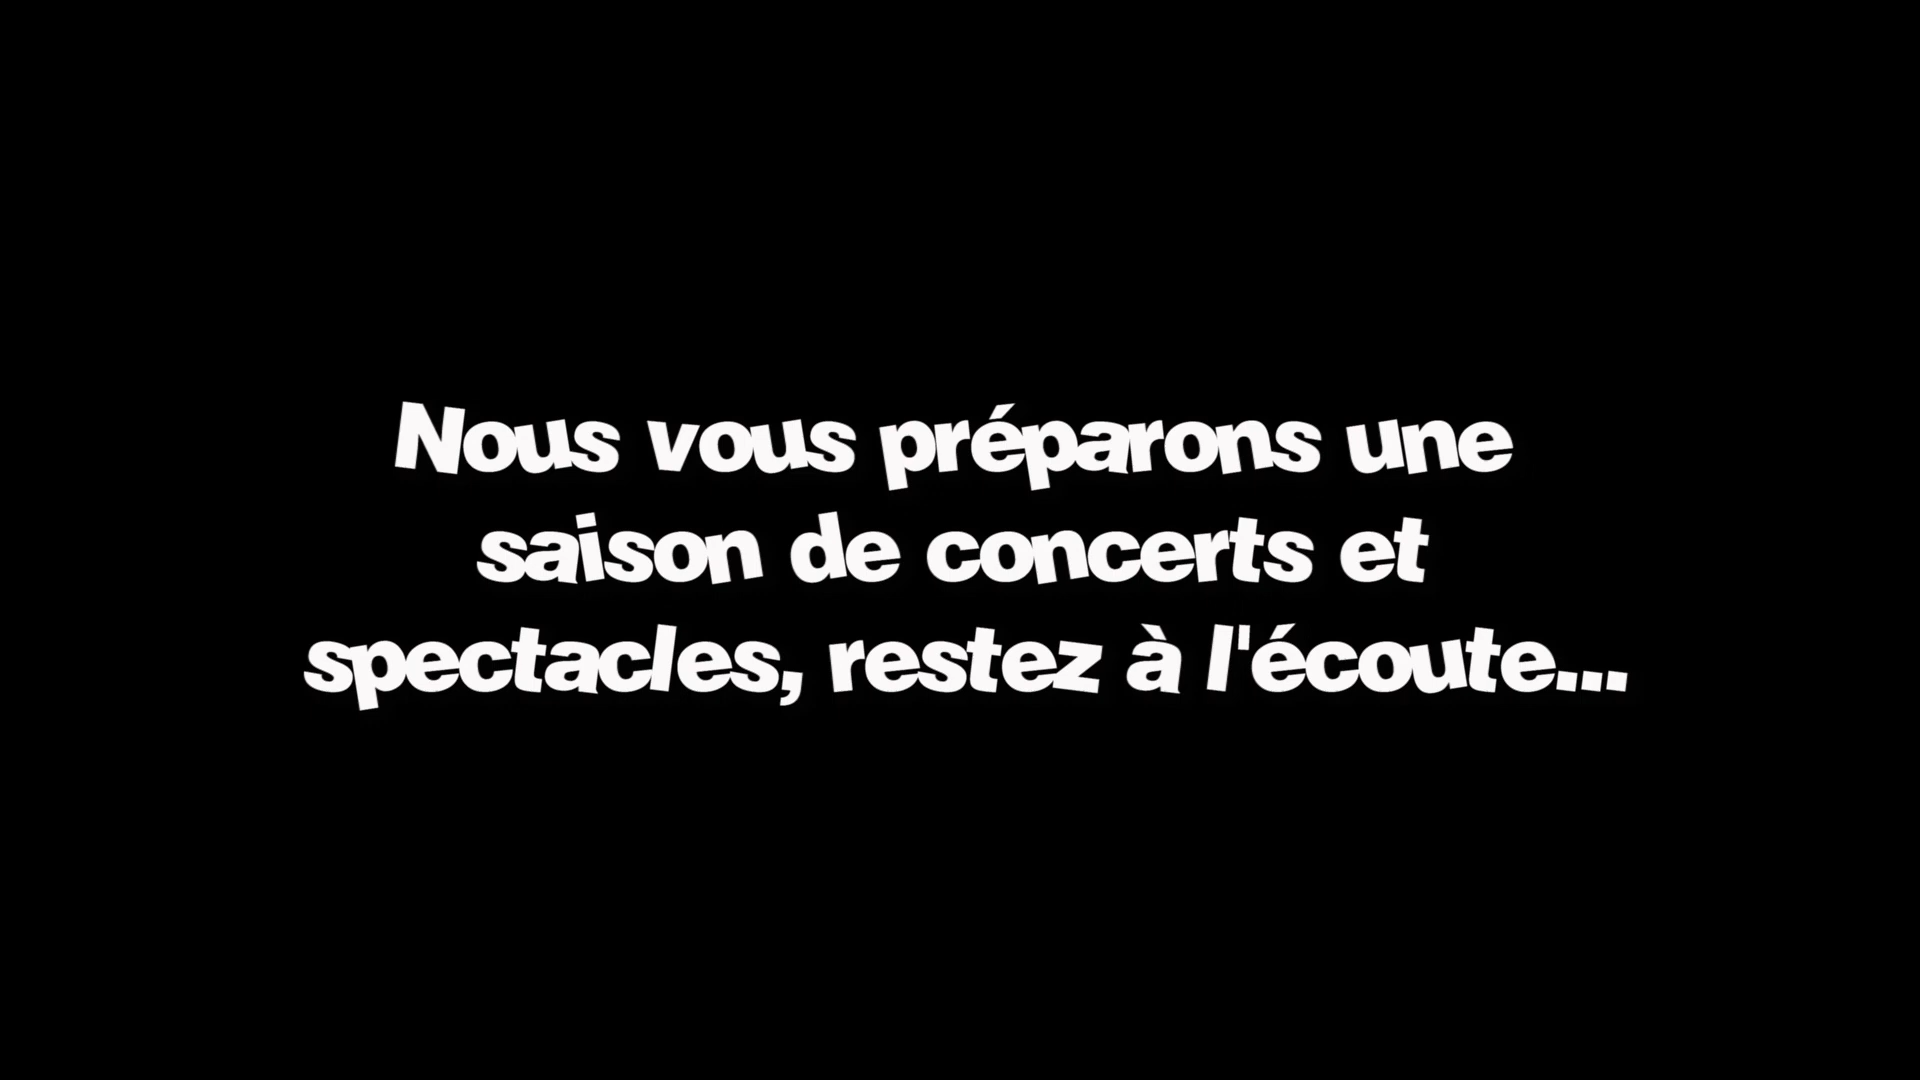 Nous vous préparons une
saison de concerts et
spectacles, restez à l'écoute...